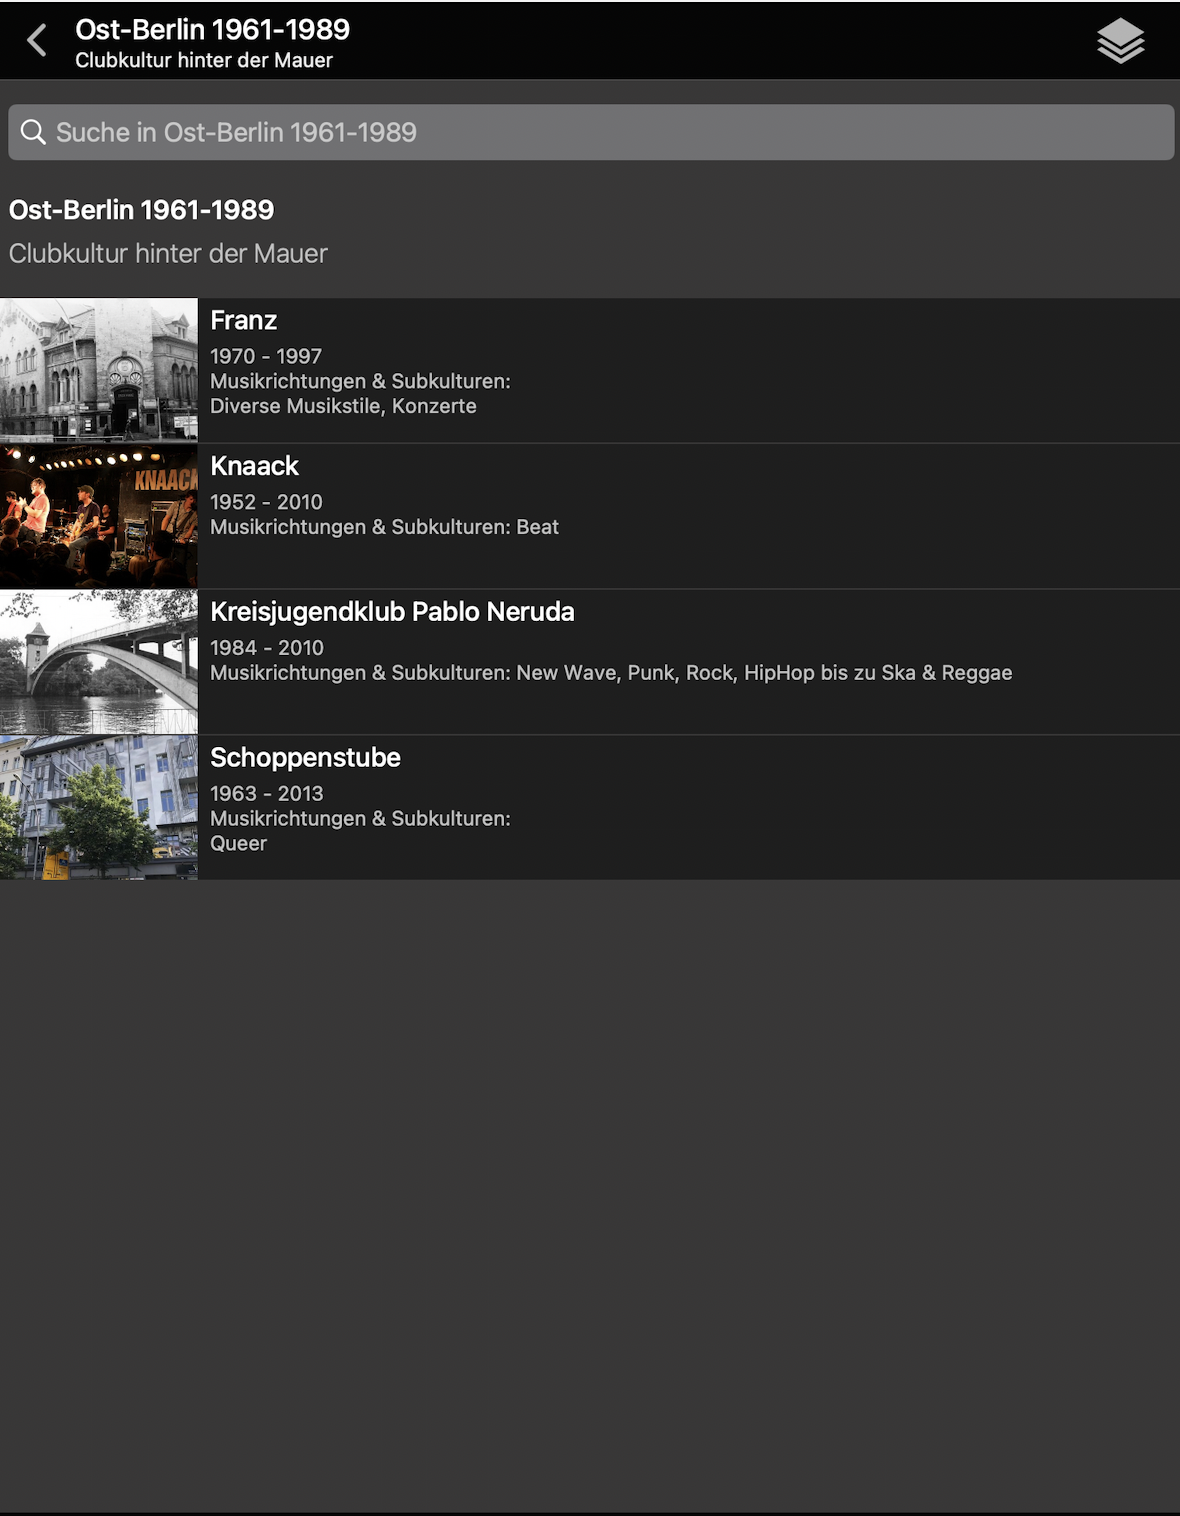 Ost-Berlin 1961-1989
Clubkultur hinter der Mauer
Suche in Ost-Berlin 1961-1989
Ost-Berlin 1961-1989
Clubkultur hinter der Mauer
Franz
1970 - 1997
Musikrichtungen & Subkulturen:
Diverse Musikstile, Konzerte
KNAACK
Knaack
1952 - 2010
Musikrichtungen & Subkulturen: Beat
Kreisjugendklub Pablo Neruda
1984 - 2010
Musikrichtungen & Subkulturen: New Wave, Punk, Rock, HipHop bis zu Ska & Reggae
Schoppenstube
1963 - 2013
Musikrichtungen & Subkulturen:
Queer